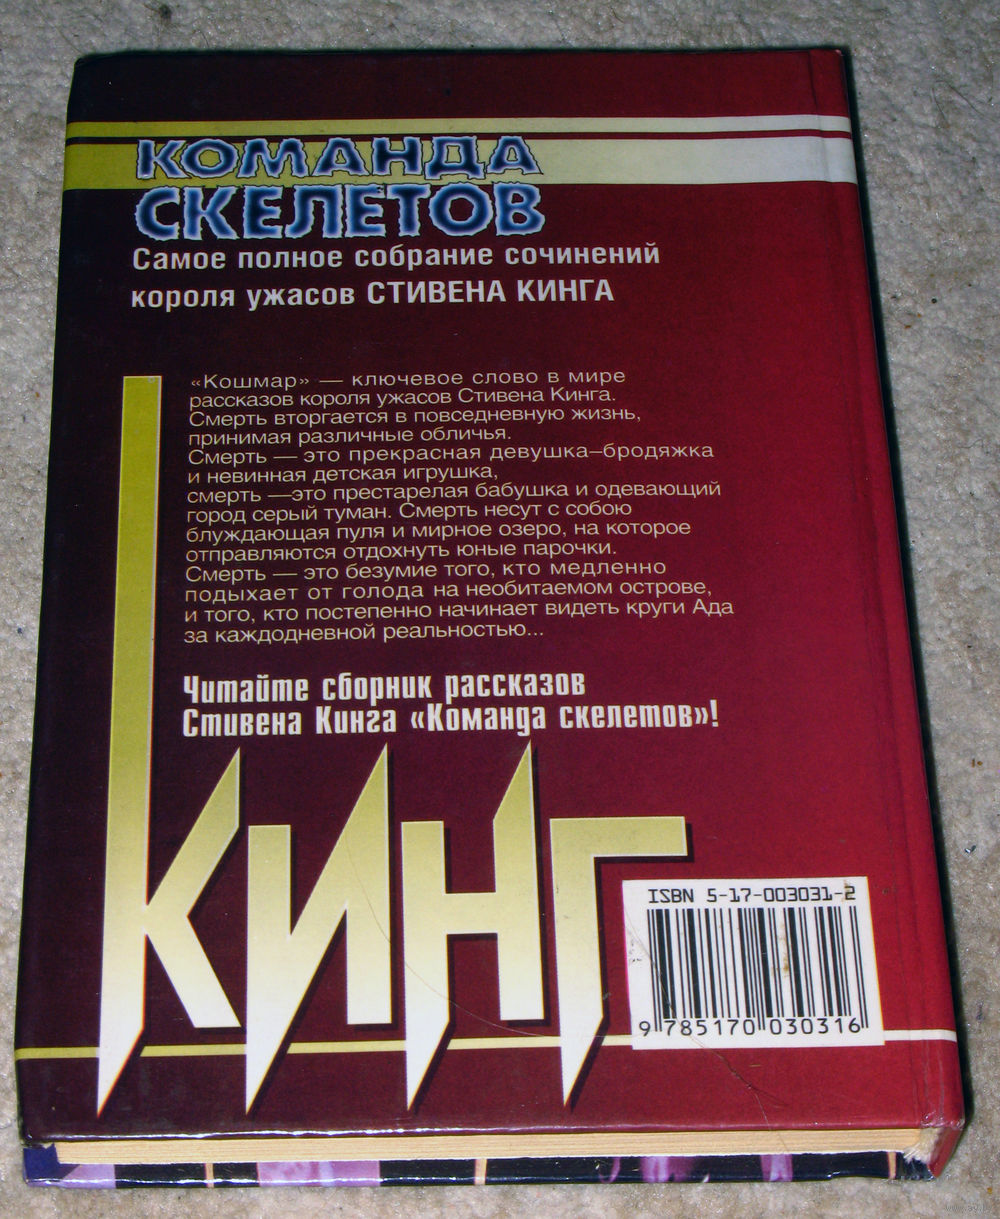 КОМАНДА
СКЕЛЕТОВ
Самое полное собрание сочинений
короля ужасов СТИВЕНА КИНГА
«Кошмар» — ключевое слово в мире
рассказов короля ужасов Стивена Кинга.
Смерть вторгается в повседневную жизнь,
принимая различные обличья.
Смерть — это прекрасная девушка–бродяжка
и невинная детская игрушка,
смерть —это престарелая бабушка и одевающий
город серый туман. Смерть несут с собою
блуждающая пуля и мирное озеро, на которое
отправляются отдохнуть юные парочки.
Смерть — это безумие того, кто медленно
подыхает от голода на необитаемом острове,
и того, кто постепенно начинает видеть круги Ада
за каждодневной реальностью...
Читайте сборник рассказов
Стивена Кинга «Команда скелетов»!
КИНГ
ISBN 5-17-003031-2
9 785170 030316